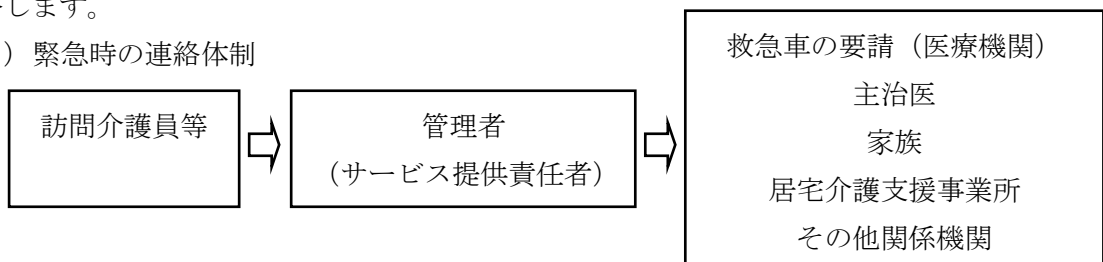 します。
）緊急時の連絡体制
訪問介護員等
管理者
（サービス提供責任者）
救急車の要請（医療機関）
主治医
家族
居宅介護支援事業所
その他関係機関